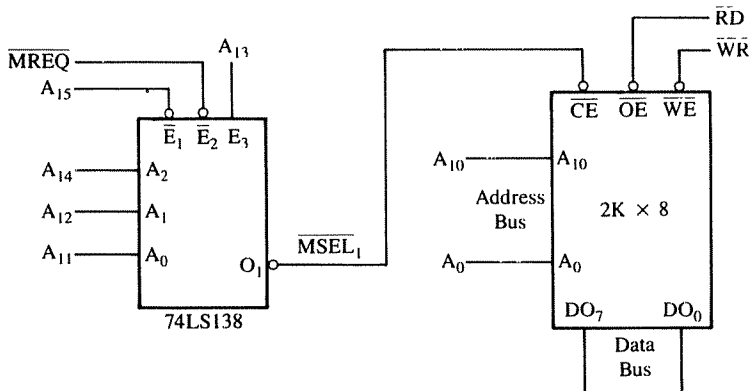 MREQ
A15
A13
E1 E2 E3
A14 A2
A12 A1
A11 A0
O1
MSEL1
74LS138
RD
WR
CE OE WE
A10 A10
Address
Bus
2K × 8
A0 A0
DO7 DO0
Data
Bus